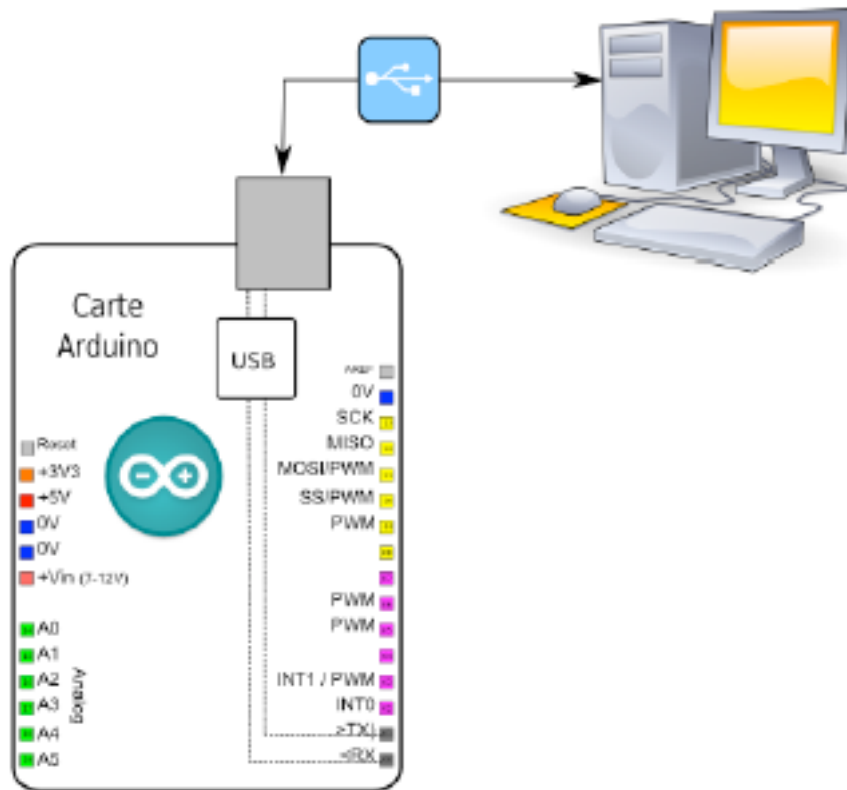 Carte
Arduino
USB
AREF
0V
SCK
MISO
MOSI/PWM
SS/PWM
PWM
PWM
PWM
INT1 / PWM
INT0
>TX|
<RX
Reset
+3V3
+5V
0V
0V
+Vin (7-12V)
A0
A1
A2
A3
A4
A5
Analog